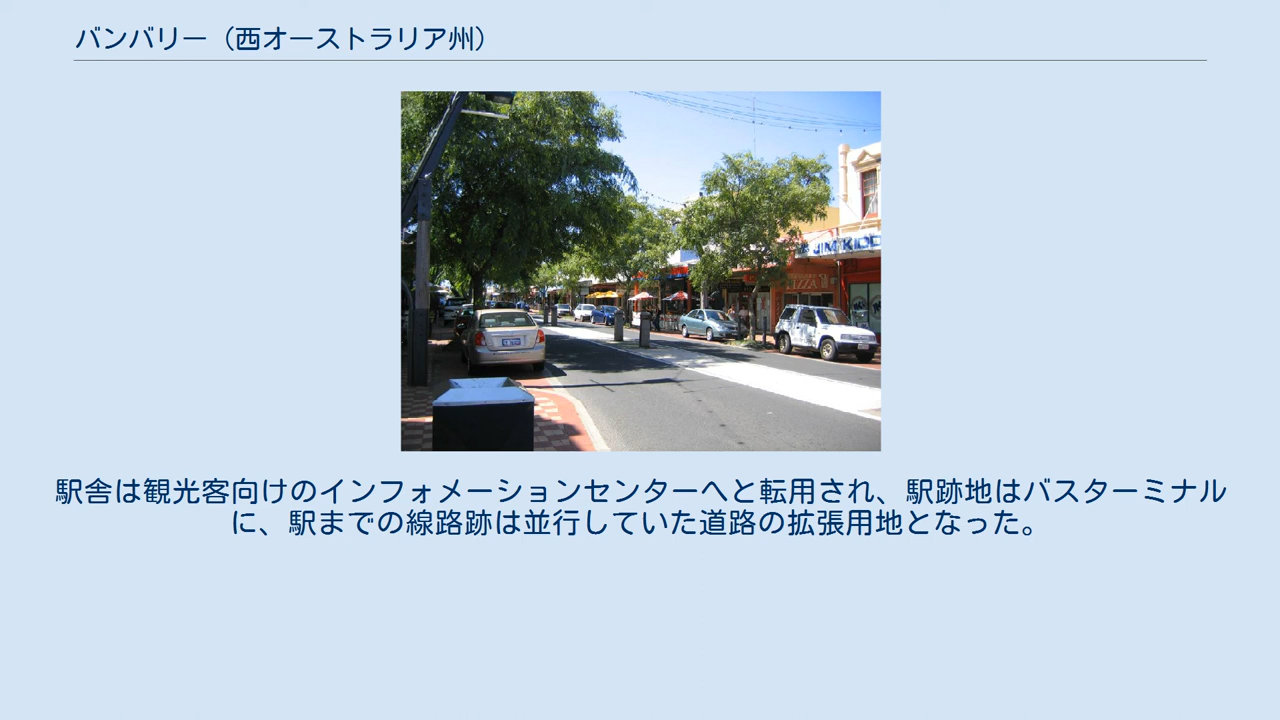 バンバリー（西オーストラリア州）
JIM KIDD
PIZZA
駅舎は観光客向けのインフォメーションセンターへと転用され、駅跡地はバスターミナル
に、駅までの線路跡は並行していた道路の拡張用地となった。